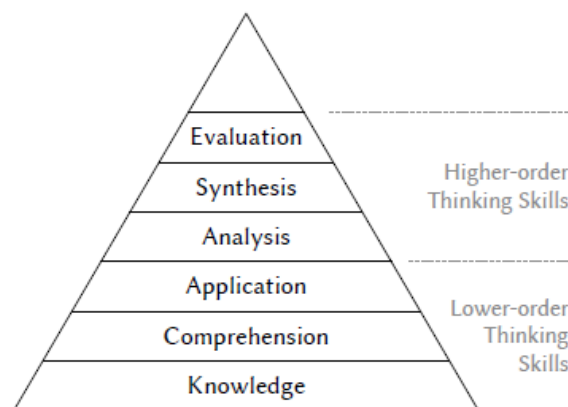 Evaluation
Synthesis
Analysis
Application
Comprehension
Knowledge
Higher-order
Thinking Skills
Lower-order
Thinking
Skills